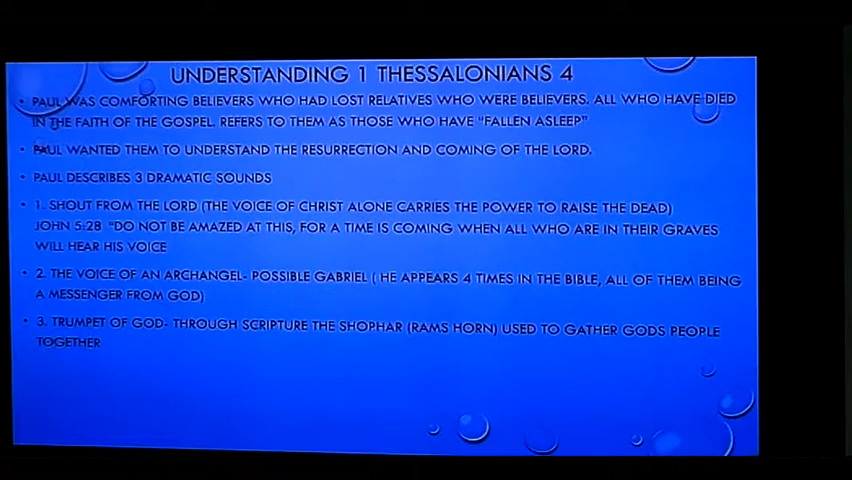 UNDERSTANDING 1 THESSALONIANS 4
• PAUL WAS COMFORTING BELIEVERS WHO HAD LOST RELATIVES WHO WERE BELIEVERS. ALL WHO HAVE DIED
IN THE FAITH OF THE GOSPEL. REFERS TO THEM AS THOSE WHO HAVE "FALLEN ASLEEP"
• PAUL WANTED THEM TO UNDERSTAND THE RESURRECTION AND COMING OF THE LORD.
• PAUL DESCRIBES 3 DRAMATIC SOUNDS
• 1. SHOUT FROM THE LORD (THE VOICE OF CHRIST ALONE CARRIES THE POWER TO RAISE THE DEAD)
JOHN 5:28 "DO NOT BE AMAZED AT THIS, FOR A TIME IS COMING WHEN ALL WHO ARE IN THEIR GRAVES
WILL HEAR HIS VOICE
• 2. THE VOICE OF AN ARCHANGEL- POSSIBLE GABRIEL ( HE APPEARS 4 TIMES IN THE BIBLE, ALL OF THEM BEING
A MESSENGER FROM GOD)
• 3. TRUMPET OF GOD- THROUGH SCRIPTURE THE SHOPHAR (RAMS HORN) USED TO GATHER GODS PEOPLE
TOGETHER